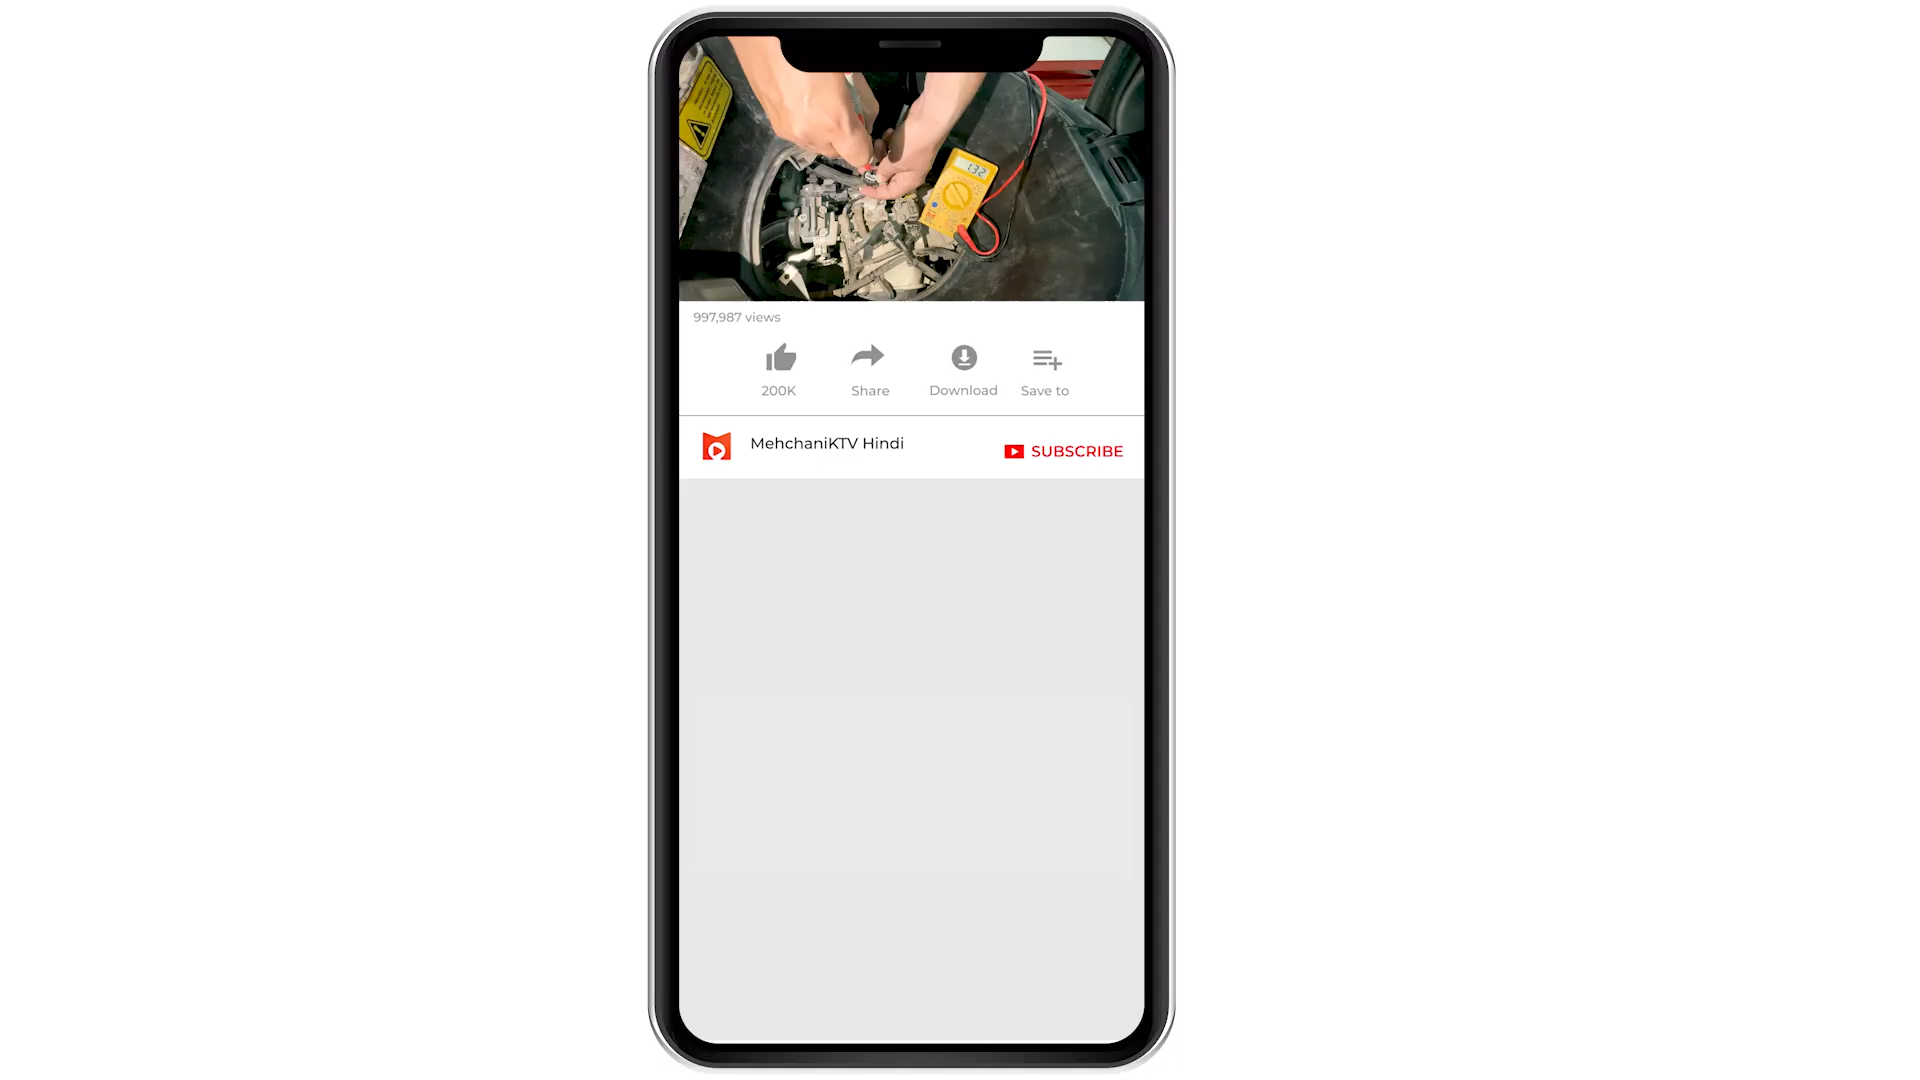 132
997,987 views
200K
Share
Download
Save to
MehchaniKTV Hindi
SUBSCRIBE